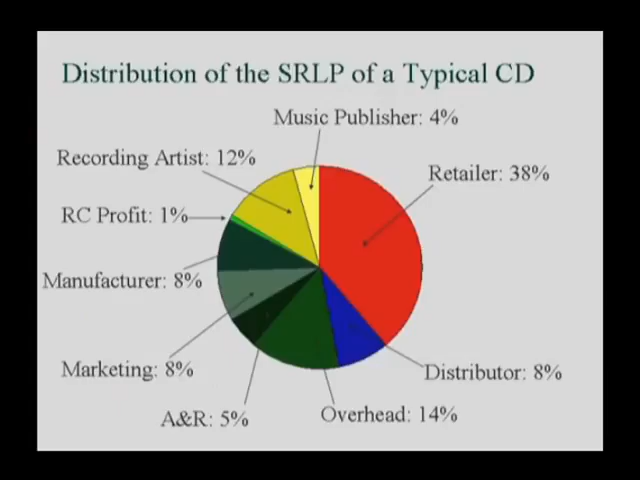 Distribution of the SRLP of a Typical CD
Music Publisher: 4%
Recording Artist: 12%
Retailer: 38%
RC Profit: 1%
Manufacturer: 8%
Marketing: 8%
Distributor: 8%
A&R: 5%
Overhead: 14%